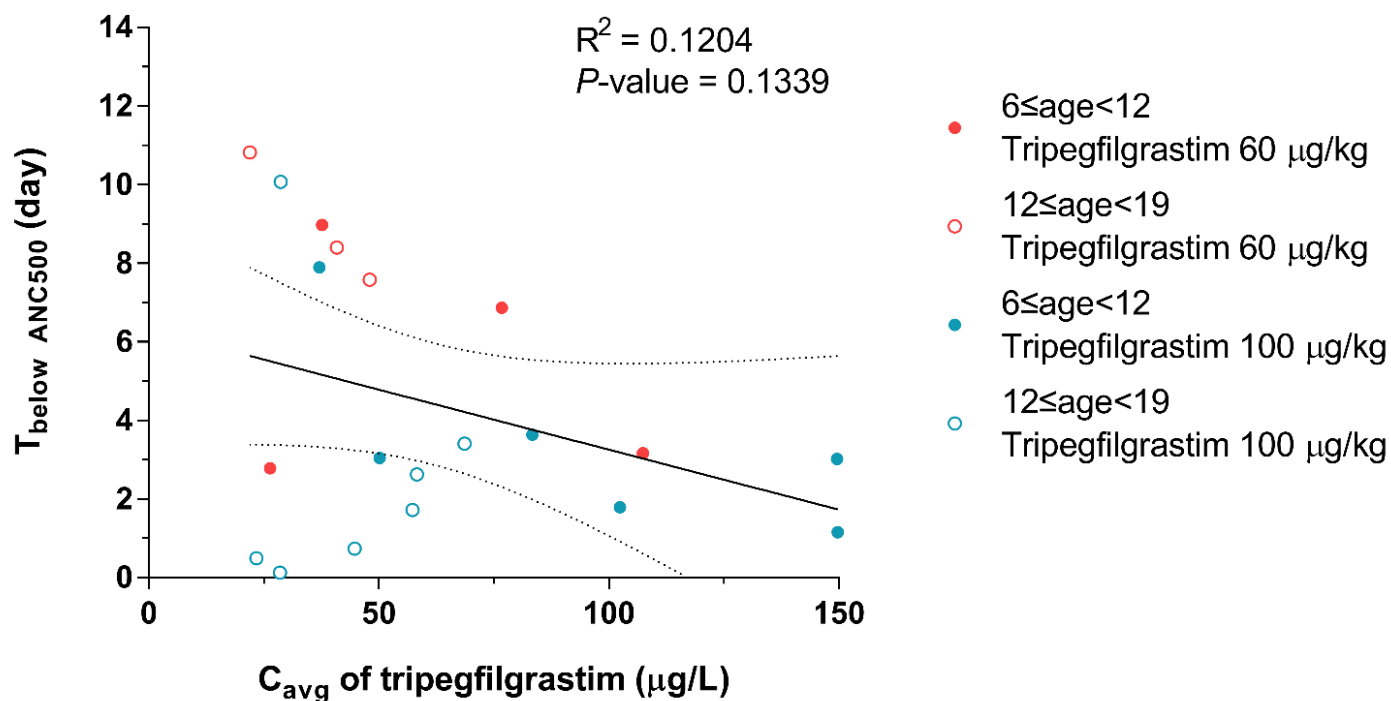 R² = 0.1204
P-value = 0.1339
14
12
10
8
6
4
2
0
T below ANC500 (day)
0
50
100
150
Cavg of tripegfilgrastim (μg/L)
6≤age<12
Tripegfilgrastim 60 μg/kg
12≤age<19
Tripegfilgrastim 60 μg/kg
6≤age<12
Tripegfilgrastim 100 μg/kg
12≤age<19
Tripegfilgrastim 100 μg/kg